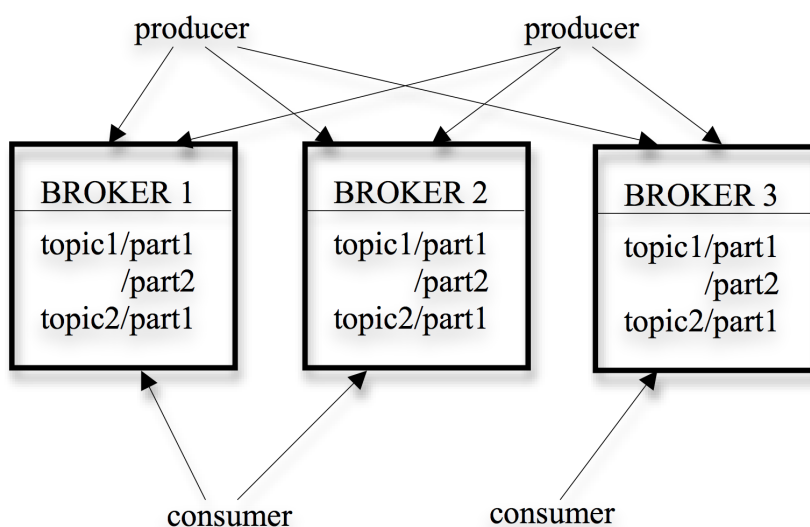 producer
producer
BROKER 1
topic1/part1
/part2
topic2/part1
BROKER 2
topic1/part1
/part2
topic2/part1
BROKER 3
topic1/part1
/part2
topic2/part1
consumer
consumer